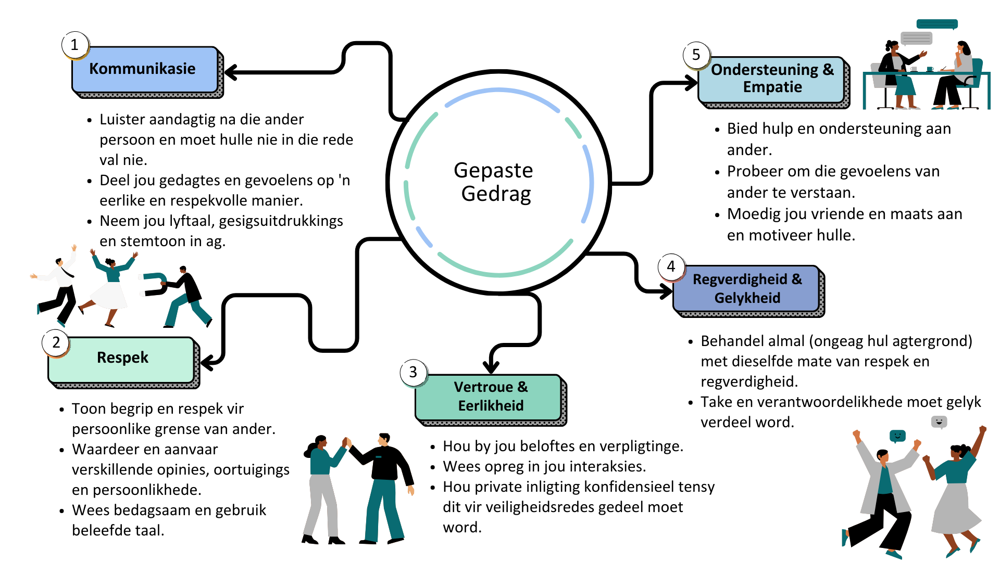 Gepaste
Gedrag
1
Kommunikasie
• Luister aandagtig na die ander
persoon en moet hulle nie in die rede
val nie.
• Deel jou gedagtes en gevoelens op 'n
eerlike en respekvolle manier.
• Neem jou lyftaal, gesigsuitdrukkings
en stemtoon in ag.
2
Respek
• Toon begrip en respek vir
persoonlike grense van ander.
• Waardeer en aanvaar
verskillende opinies, oortuigings
en persoonlikhede.
• Wees bedagsaam en gebruik
beleefde taal.
3
Vertroue &
Eerlikheid
• Hou by jou beloftes en verpligtinge.
• Wees opreg in jou interaksies.
• Hou private inligting konfidensieel tensy
dit vir veiligheidsredes gedeel moet
word.
4
Regverdigheid &
Gelykheid
• Behandel almal (ongeag hul agtergrond)
met dieselfde mate van respek en
regverdigheid.
• Take en verantwoordelikhede moet gelyk
verdeel word.
5
Ondersteuning &
Empatie
• Bied hulp en ondersteuning aan
ander.
• Probeer om die gevoelens van
ander te verstaan.
• Moedig jou vriende en maats aan
en motiveer hulle.